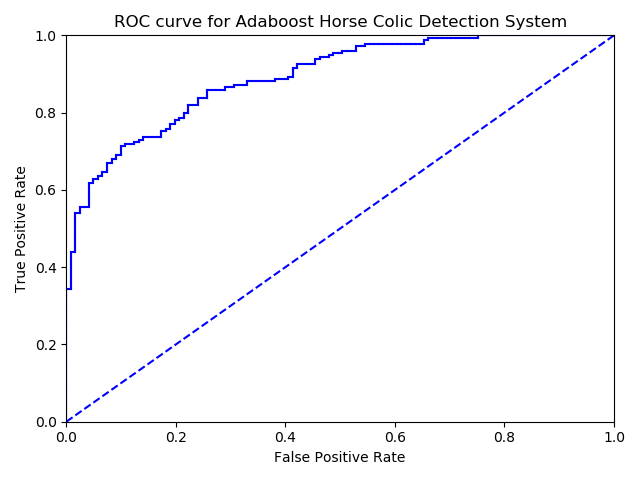 ROC curve for Adaboost Horse Colic Detection System
1.0
0.8
0.6
0.4
0.2
0.0
True Positive Rate
0.0 0.2 0.4 0.6 0.8 1.0
False Positive Rate